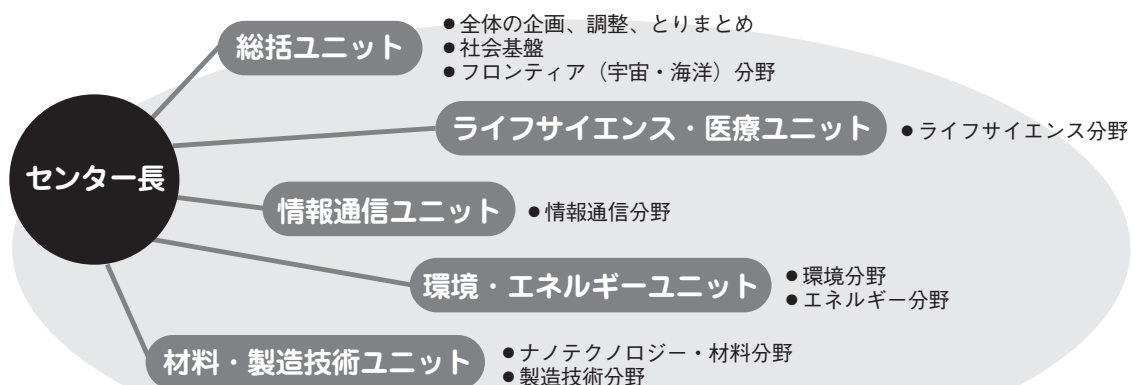 総括ユニット
●全体の企画、調整、とりまとめ
●社会基盤
●フロンティア（宇宙・海洋）分野
ライフサイエンス・医療ユニット
●ライフサイエンス分野
センター長
情報通信ユニット
●情報通信分野
環境・エネルギーユニット
●環境分野
●エネルギー分野
材料・製造技術ユニット
●ナノテクノロジー・材料分野
●製造技術分野